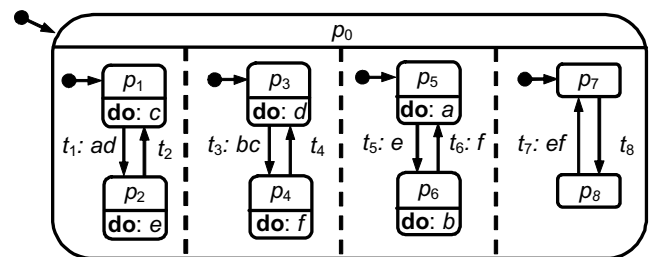 p0
p1 p3 p5 p7
do: c do: d do: a
t1: ad t2 t3: bc t4 t5: e t6: f t7: ef t8
p2 p4 p6 p8
do: e do: f do: b